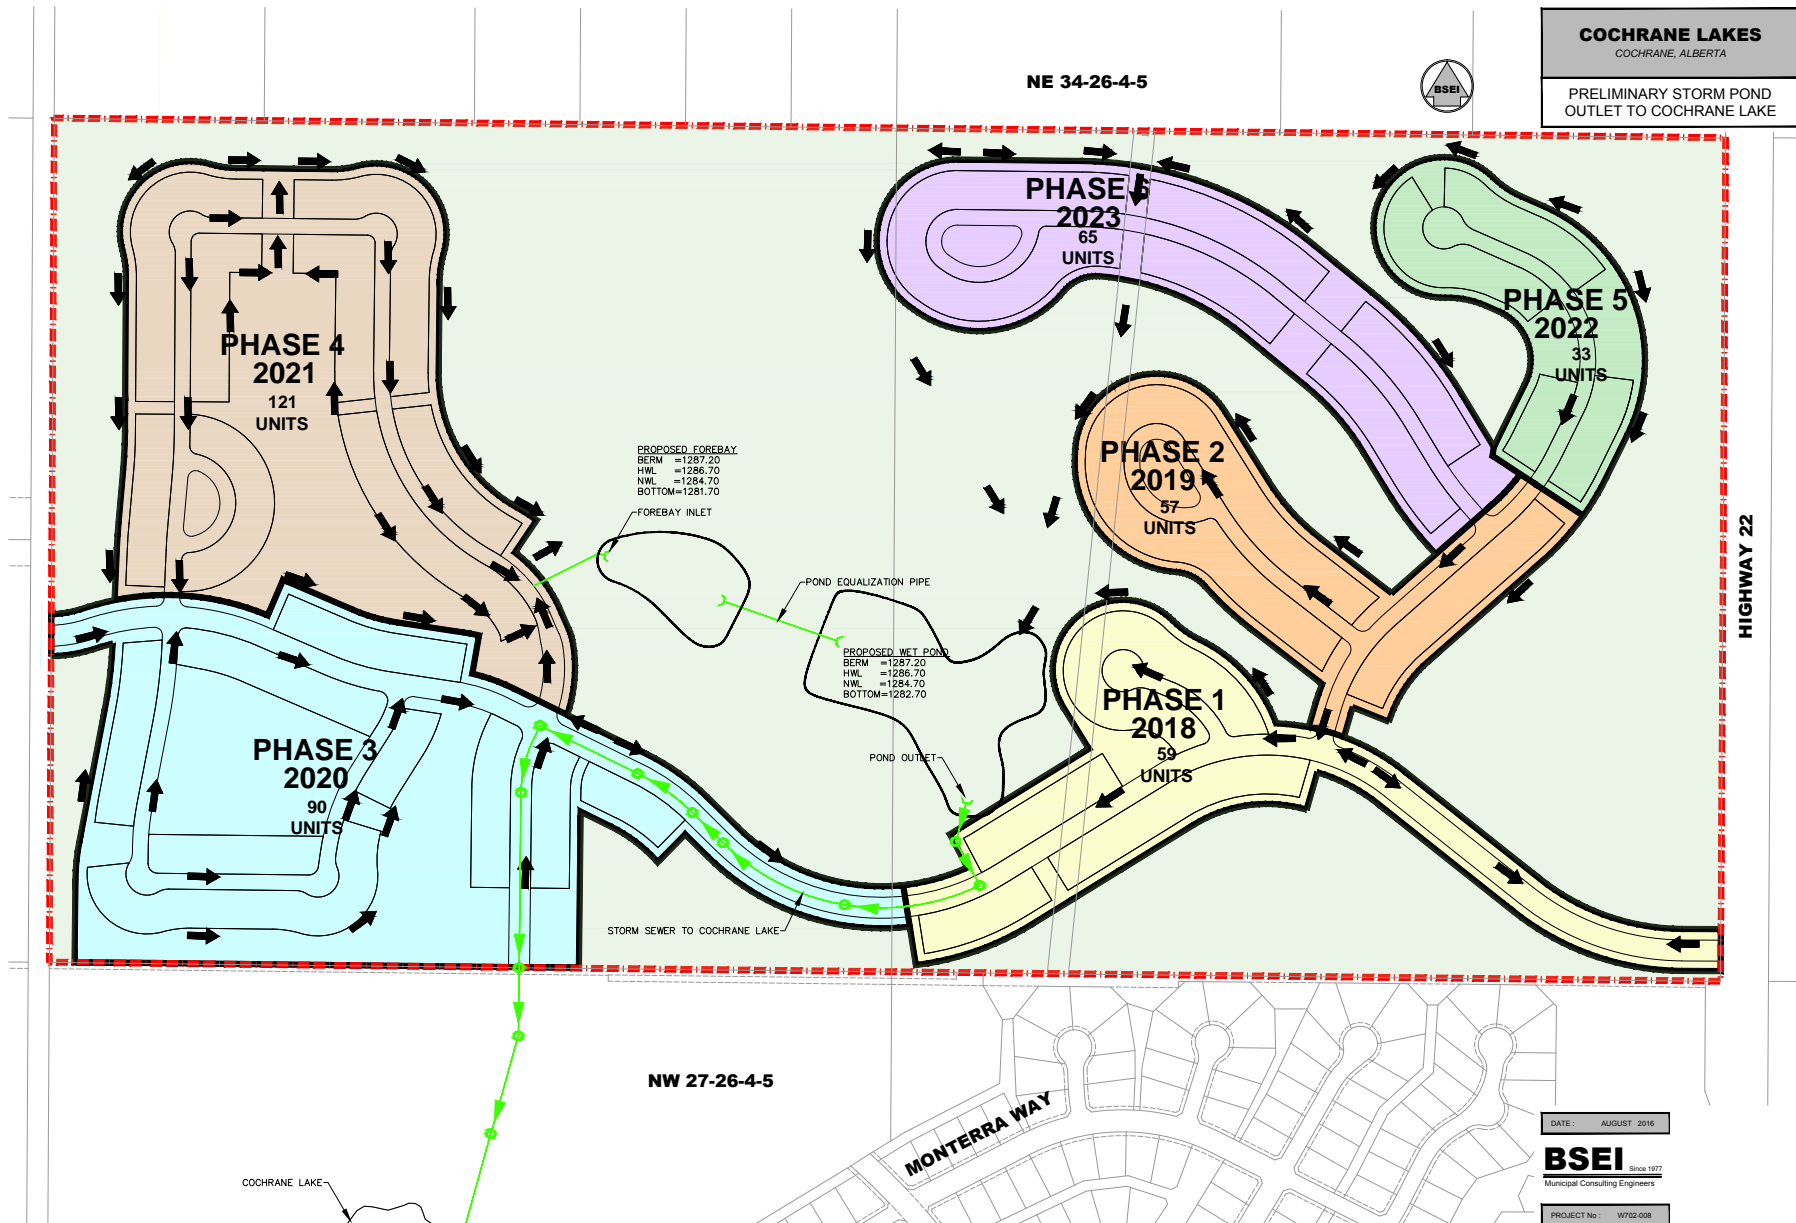 COCHRANE LAKES
COCHRANE, ALBERTA
PRELIMINARY STORM POND
OUTLET TO COCHRANE LAKE
NE 34-26-4-5
BSEI
PHASE 6
2023
65
UNITS
PHASE 5
2022
33
UNITS
PHASE 4
2021
121
UNITS
PROPOSED FOREBAY
BERM =1287.20
HWL =1286.70
NWL =1284.70
BOTTOM=1281.70
FOREBAY INLET
PHASE 2
2019
57
UNITS
HIGHWAY 22
POND EQUALIZATION PIPE
PROPOSED WET POND
BERM =1287.20
HWL =1286.70
NWL =1284.70
BOTTOM=1282.70
PHASE 1
2018
59
UNITS
PHASE 3
2020
90
UNITS
POND OUTLET
STORM SEWER TO COCHRANE LAKE
NW 27-26-4-5
MONTERRA WAY
COCHRANE LAKE
DATE : AUGUST 2016
BSEI Since 1977
Municipal Consulting Engineers
PROJECT No : W702-008